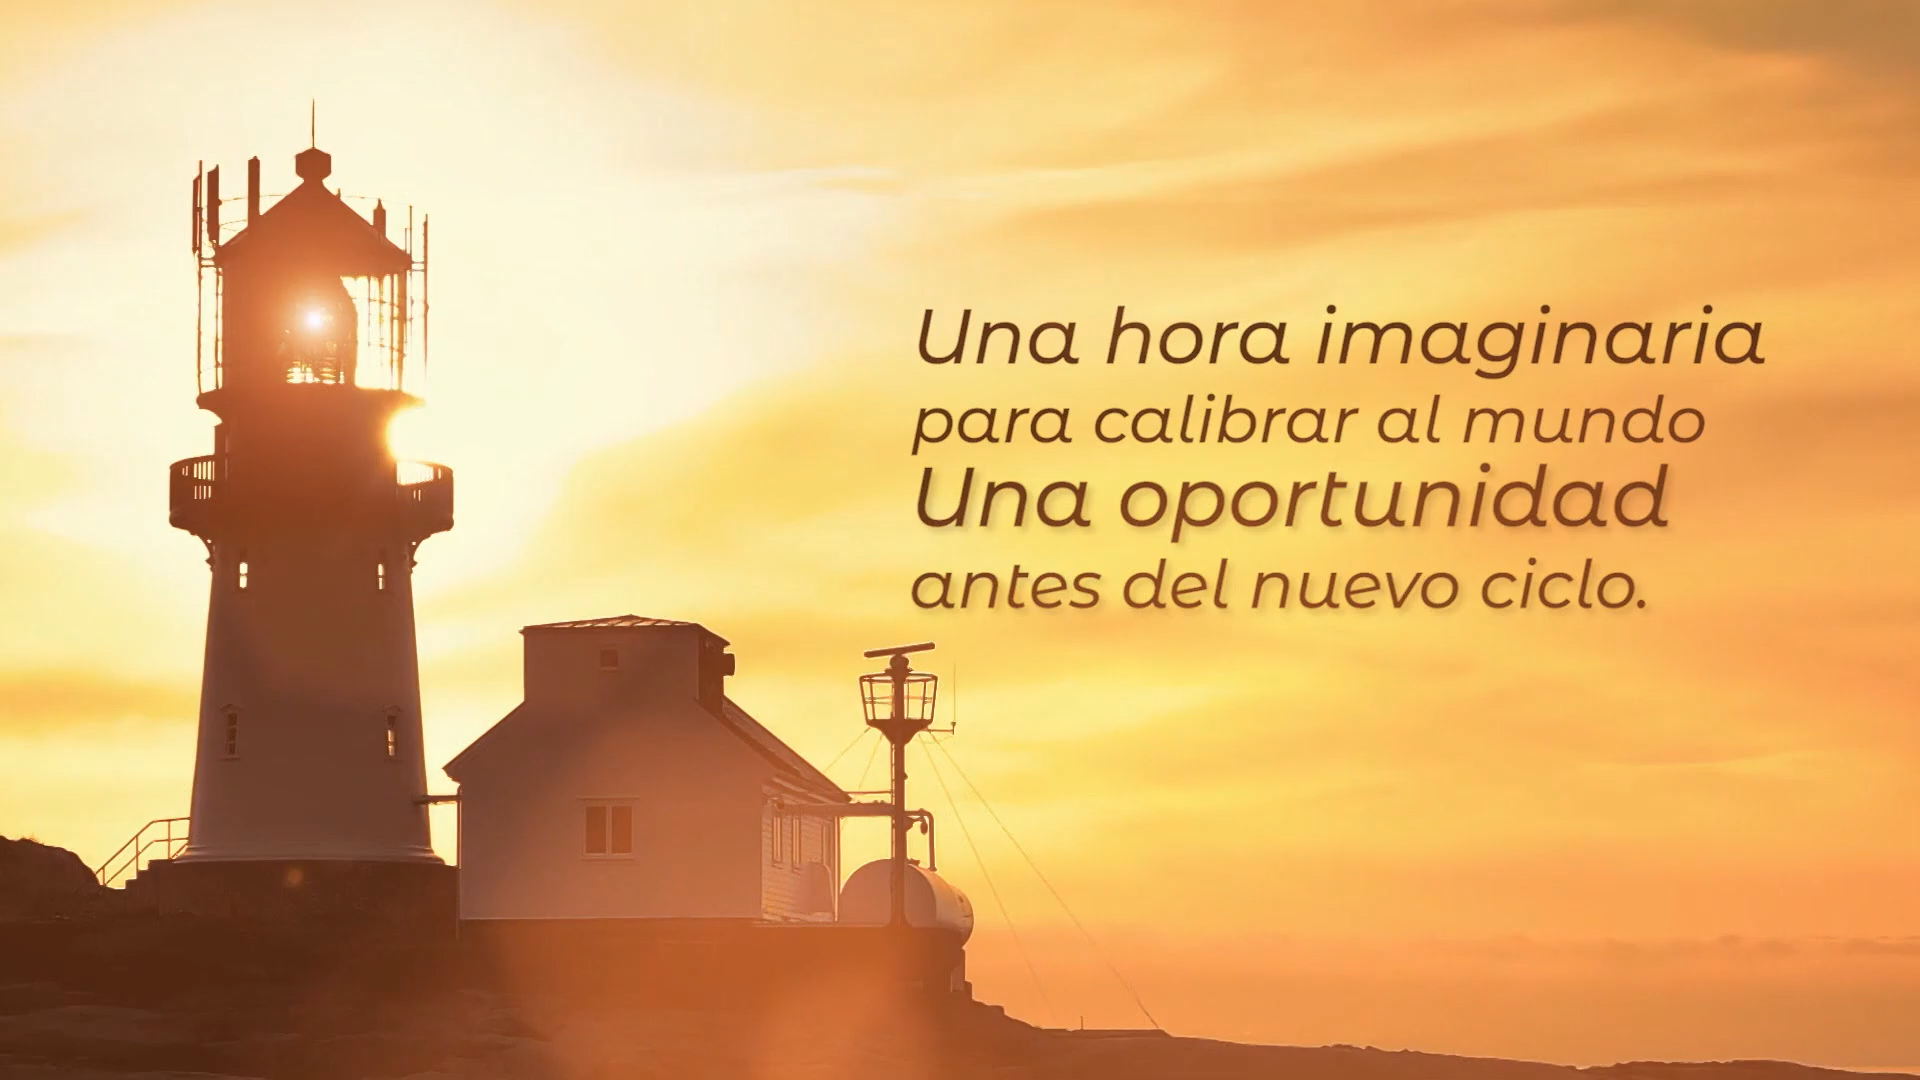 Una hora imaginaria
para calibrar al mundo
Una oportunidad
antes del nuevo ciclo.